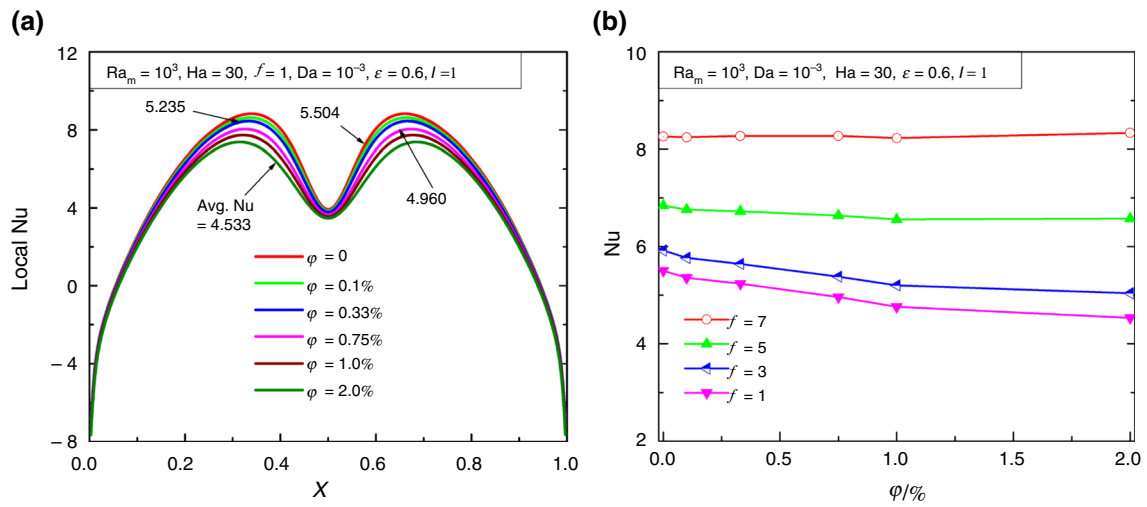 (a)
12
Ra_m = 10³, Ha = 30, f = 1, Da = 10⁻³, ε = 0.6, I = 1
5.235
5.504
8
4.960
4
Avg. Nu
= 4.533
Local Nu
φ = 0
φ = 0.1%
0
φ = 0.33%
φ = 0.75%
−4
φ = 1.0%
φ = 2.0%
−8
0.0 0.2 0.4 0.6 0.8 1.0
X
(b)
10
Ra_m = 10³, Da = 10⁻³, Ha = 30, ε = 0.6, I = 1
8
6
Nu
f = 7
f = 5
4
f = 3
f = 1
2
0.0 0.5 1.0 1.5 2.0
φ/%